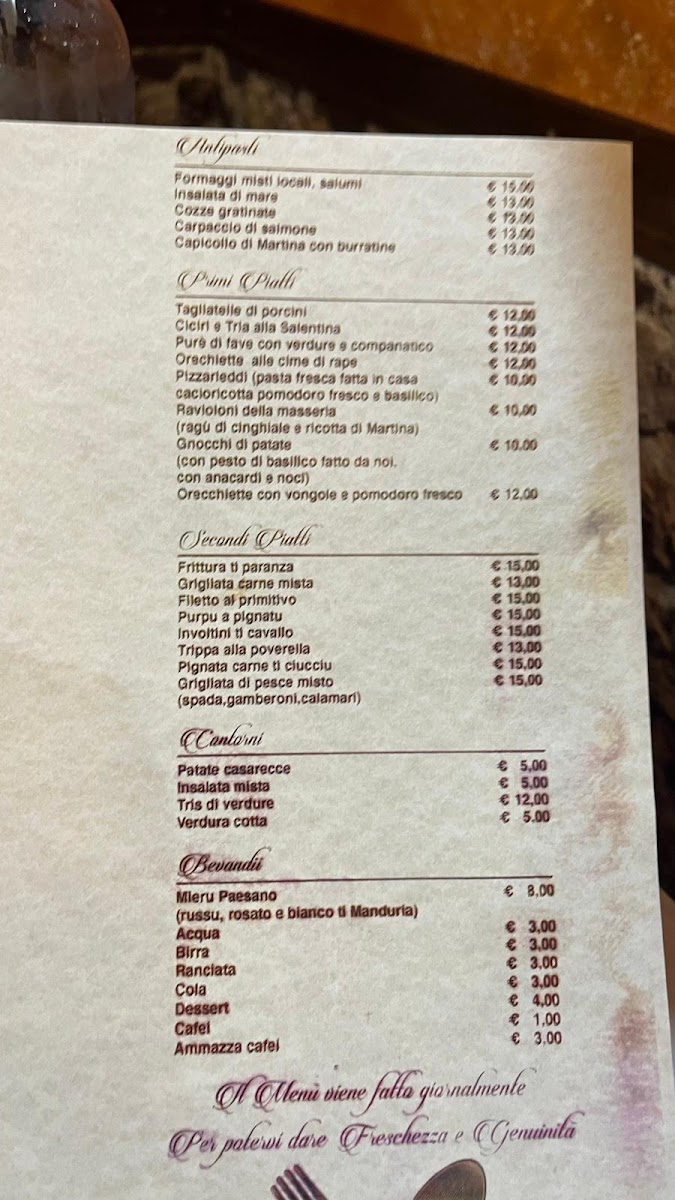 Antipasti
Formaggi misti locali, salumi € 15.00
Insalata di mare € 13.00
Cozze gratinate € 13.00
Carpaccio di salmone € 13.00
Capicollo di Martina con burratine € 13.00
Primi Piatti
Tagliatelle di porcini € 12.00
Ciciri e Tria alla Salentina € 12.00
Purè di fave con verdure e companatico € 12.00
Orechiette alle cime di rape € 12.00
Pizzarieddi (pasta fresca fatta in casa € 10,00
cacioricotta pomodoro fresco e basilico)
Ravioloni della masseria € 10,00
(ragù di cinghiale e ricotta di Martina)
Gnocchi di patate € 10.00
(con pesto di basilico fatto da noi.
con anacardi e noci)
Orecchiette con vongole e pomodoro fresco € 12,00
Secondi Piatti
Frittura ti paranza € 15,00
Grigliata carne mista € 13,00
Filetto al primitivo € 15,00
Purpu a pignatu € 15,00
Involtini ti cavallo € 15,00
Trippa alla poverella € 13,00
Pignata carne ti ciucciu € 15,00
Grigliata di pesce misto € 15,00
(spada,gamberoni,calamari)
Contorni
Patate casarecce € 5,00
Insalata mista € 5,00
Tris di verdure € 12,00
Verdura cotta € 5.00
Bevandii
Mieru Paesano € 8,00
(russu, rosato e bianco ti Manduria)
Acqua € 3,00
Birra € 3,00
Ranciata € 3,00
Cola € 3,00
Dessert € 4,00
Cafei € 1,00
Ammazza cafei € 3,00
Il Menù viene fatto giornalmente
Per potervi dare Freschezza e Genuinità